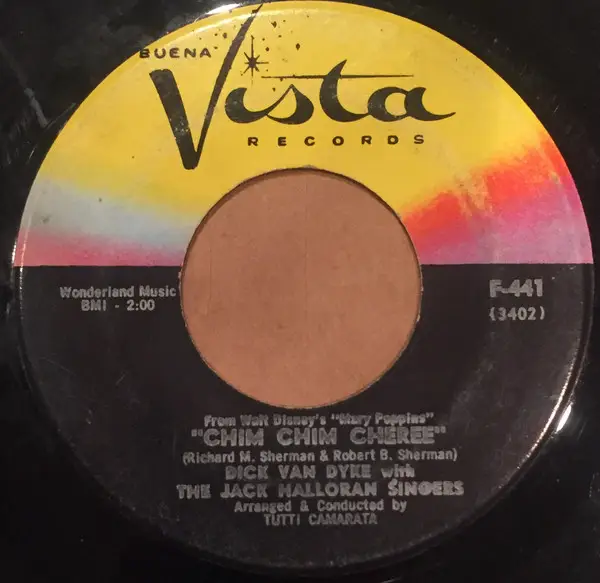 BUENA
Vista
RECORDS
Wonderland Music
BMI - 2:00
F-441
(3402)
From Walt Disney's "Mary Poppins"
"CHIM CHIM CHEREE"
(Richard M. Sherman & Robert B. Sherman)
DICK VAN DYKE with
THE JACK HALLORAN SINGERS
Arranged & Conducted by
TUTTI CAMARATA